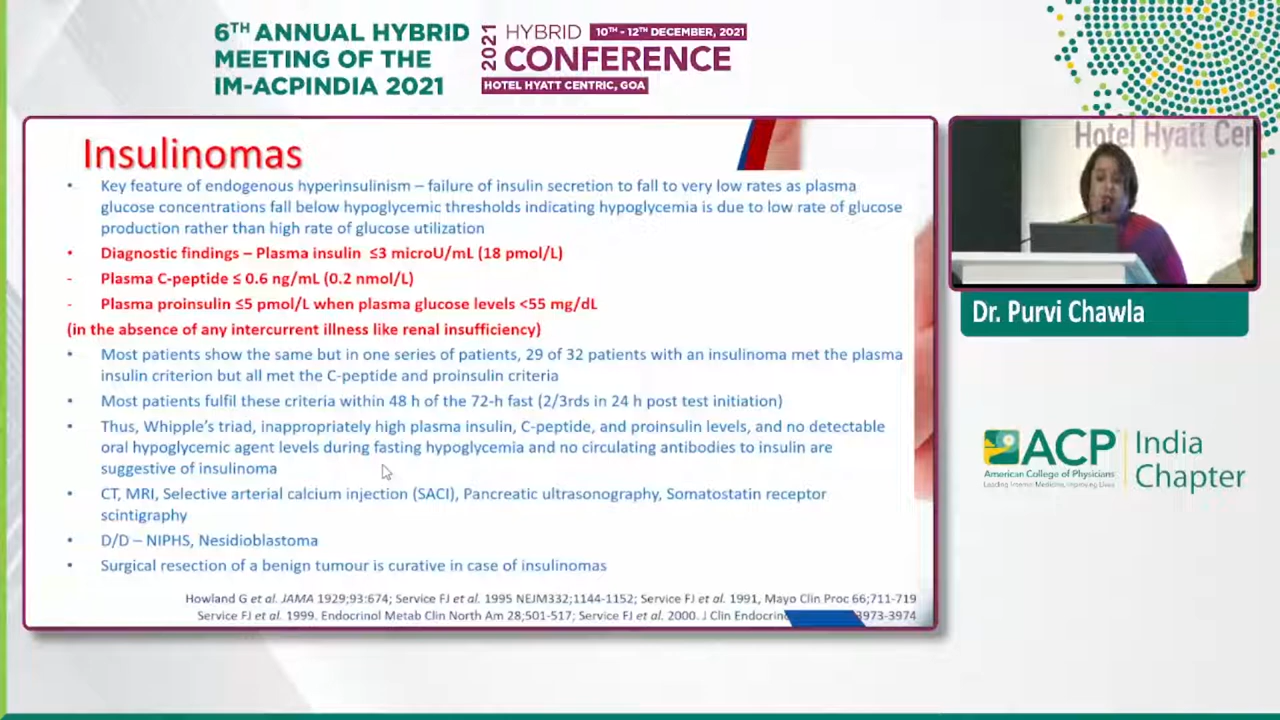 6TH ANNUAL HYBRID
MEETING OF THE
IM-ACPINDIA 2021
2021
HYBRID
10TH - 12TH DECEMBER, 2021
CONFERENCE
HOTEL HYATT CENTRIC, GOA
Insulinomas
• Key feature of endogenous hyperinsulinism – failure of insulin secretion to fall to very low rates as plasma
glucose concentrations fall below hypoglycemic thresholds indicating hypoglycemia is due to low rate of glucose
production rather than high rate of glucose utilization
• Diagnostic findings – Plasma insulin ≤3 microU/mL (18 pmol/L)
- Plasma C-peptide ≤ 0.6 ng/mL (0.2 nmol/L)
- Plasma proinsulin ≤5 pmol/L when plasma glucose levels <55 mg/dL
(in the absence of any intercurrent illness like renal insufficiency)
• Most patients show the same but in one series of patients, 29 of 32 patients with an insulinoma met the plasma
insulin criterion but all met the C-peptide and proinsulin criteria
• Most patients fulfil these criteria within 48 h of the 72-h fast (2/3rds in 24 h post test initiation)
• Thus, Whipple's triad, inappropriately high plasma insulin, C-peptide, and proinsulin levels, and no detectable
oral hypoglycemic agent levels during fasting hypoglycemia and no circulating antibodies to insulin are
suggestive of insulinoma
• CT, MRI, Selective arterial calcium injection (SACI), Pancreatic ultrasonography, Somatostatin receptor
scintigraphy
• D/D – NIPHS, Nesidioblastoma
• Surgical resection of a benign tumour is curative in case of insulinomas
Howland G et al. JAMA 1929;93:674; Service FJ et al. 1995 NEJM332;1144-1152; Service FJ et al. 1991, Mayo Clin Proc 66;711-719
Service FJ et al. 1999. Endocrinol Metab Clin North Am 28;501-517; Service FJ et al. 2000. J Clin Endocrin 3973-3974
Hotel Hyatt Cen
Dr. Purvi Chawla
ACP
American College of Physicians
Leading Internal Medicine, Improving Lives
India
Chapter